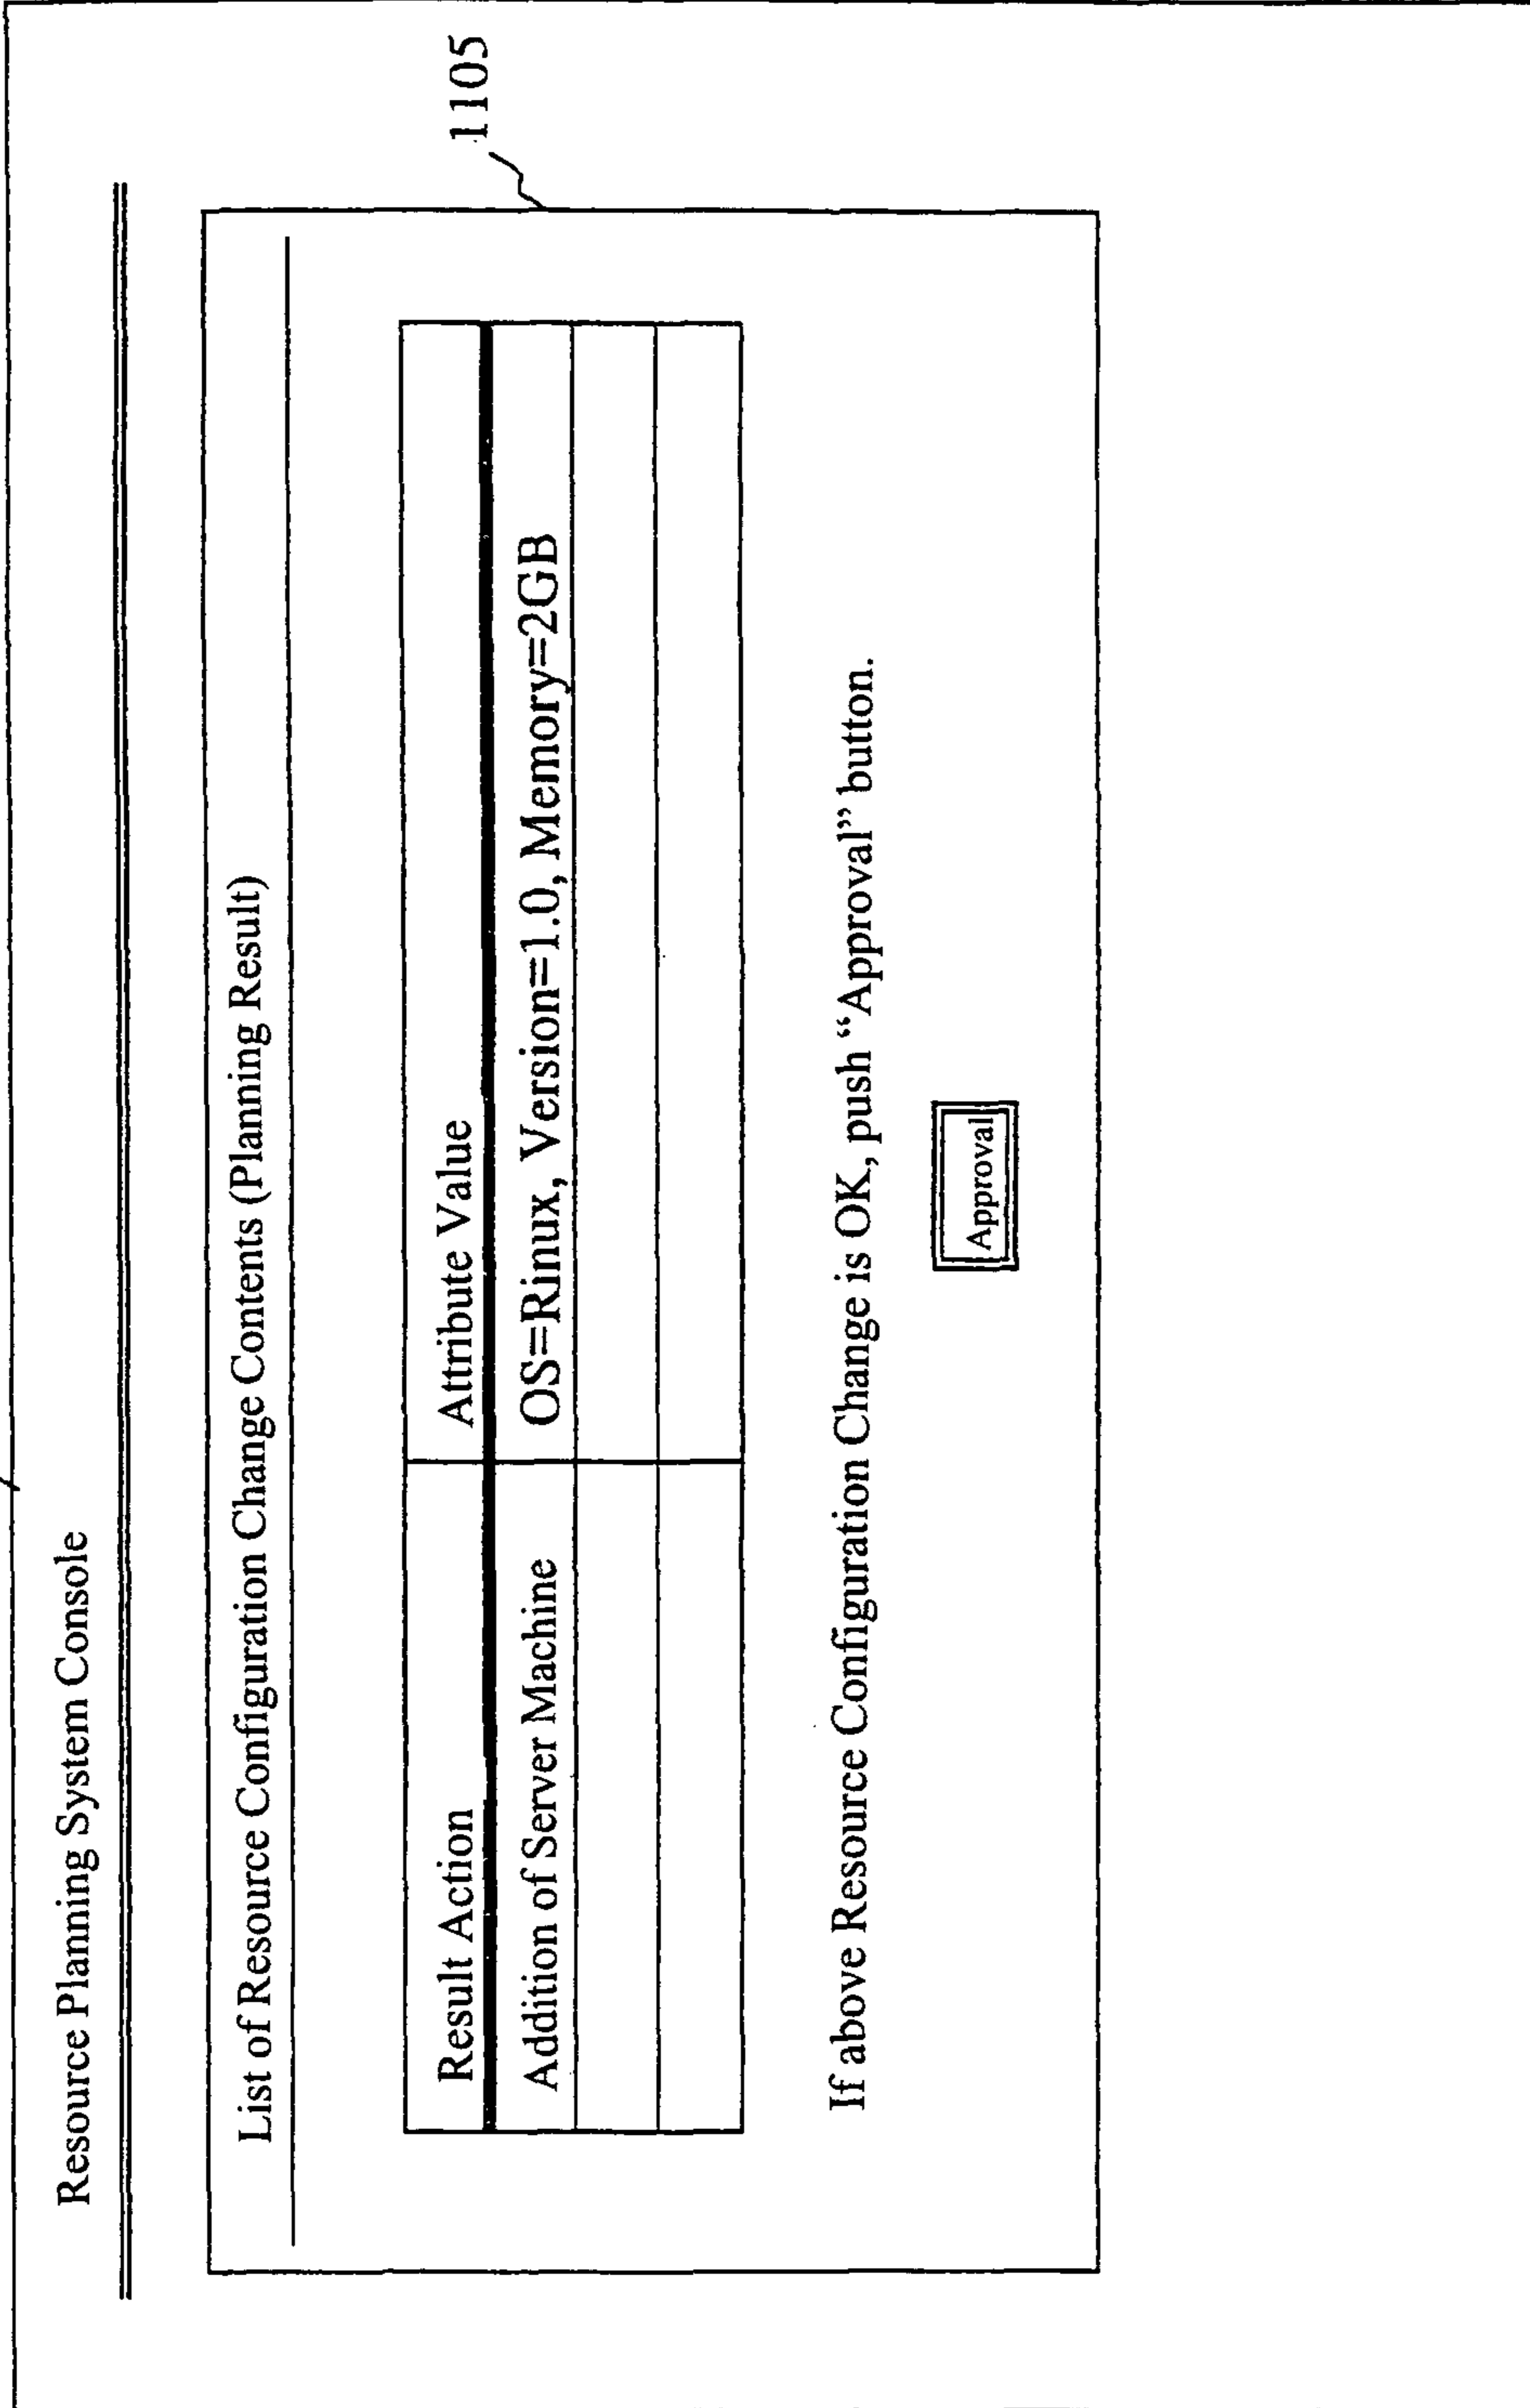 Resource Planning System Console
1105
List of Resource Configuration Change Contents (Planning Result)
Result Action Attribute Value
Addition of Server Machine OS=Rinux, Version=1.0, Memory=2GB
If above Resource Configuration Change is OK, push “Approval” button.
Approval